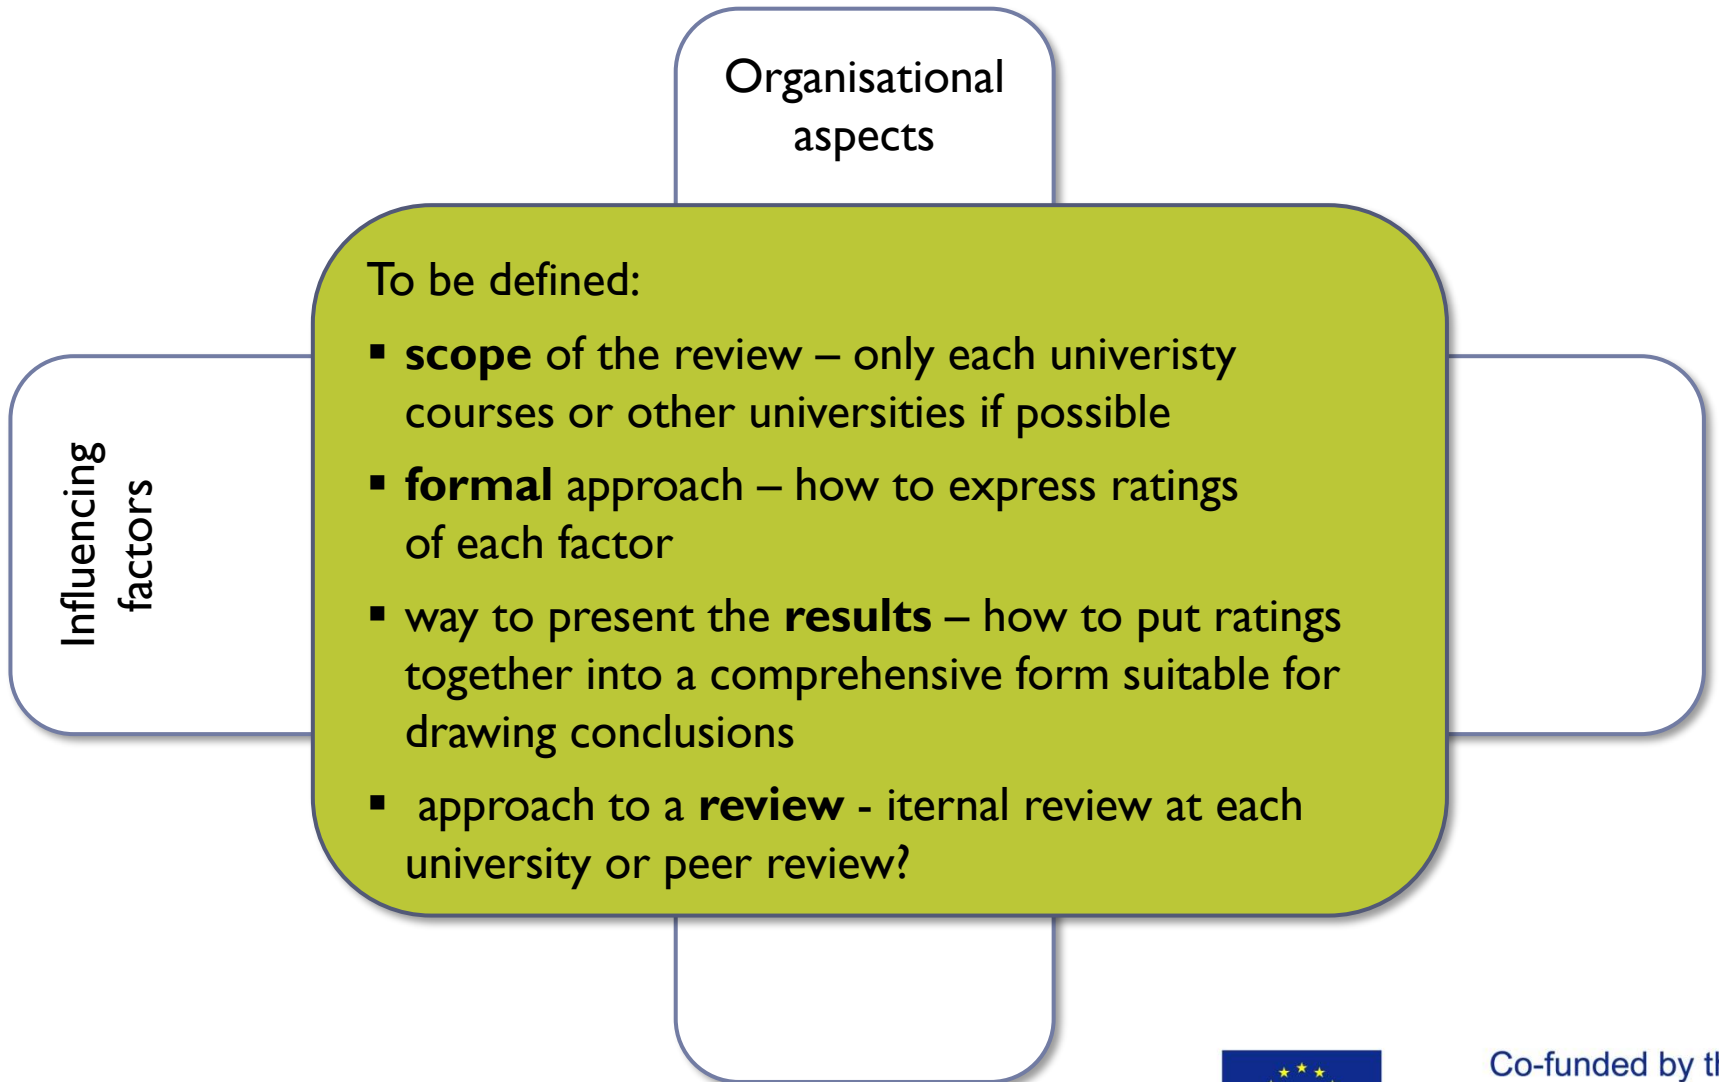 Organisational
aspects
Influencing
factors
To be defined:
▪ scope of the review – only each univeristy
courses or other universities if possible
▪ formal approach – how to express ratings
of each factor
▪ way to present the results – how to put ratings
together into a comprehensive form suitable for
drawing conclusions
▪ approach to a review - iternal review at each
university or peer review?
Co-funded by th